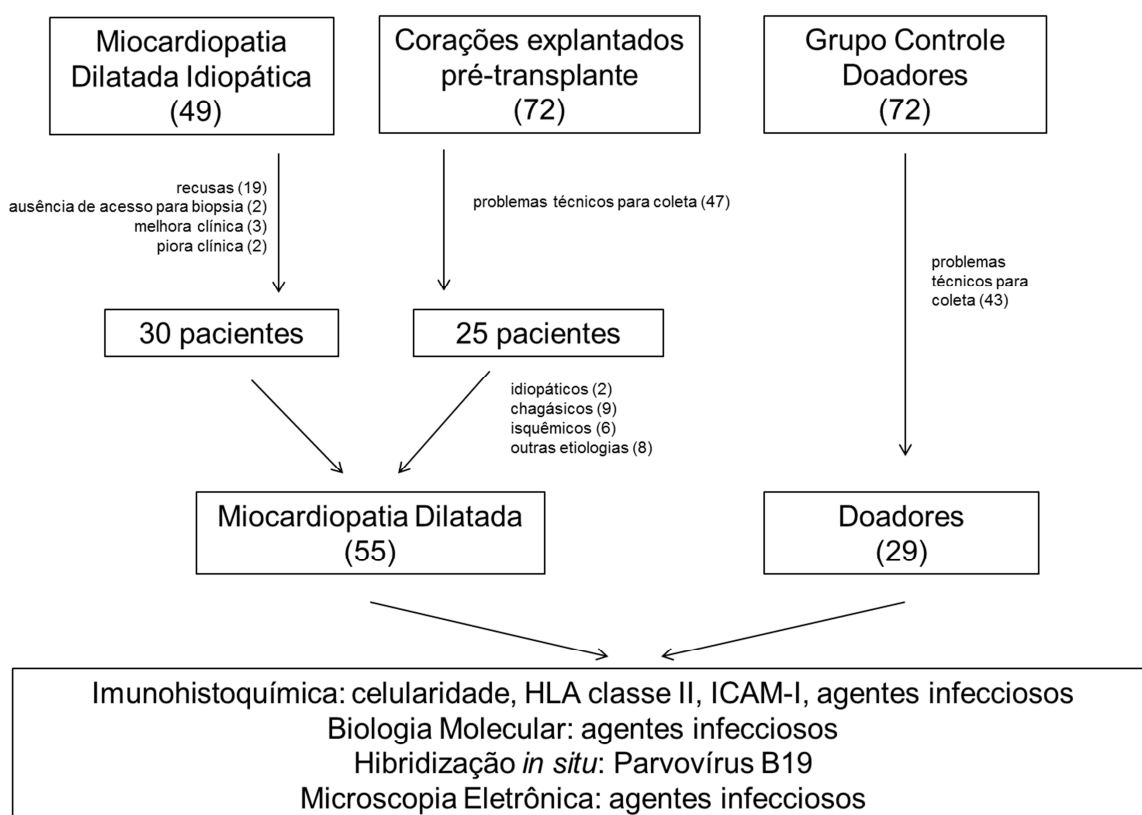 Miocardiopatia
Dilatada Idiopática
(49)
Corações explantados
pré-transplante
(72)
Grupo Controle
Doadores
(72)
recusas (19)
ausência de acesso para biopsia (2)
melhora clínica (3)
piora clínica (2)
problemas técnicos para coleta (47)
problemas
técnicos para
coleta (43)
30 pacientes
25 pacientes
idiopáticos (2)
chagásicos (9)
isquêmicos (6)
outras etiologias (8)
Miocardiopatia Dilatada
(55)
Doadores
(29)
Imunohistoquímica: celularidade, HLA classe II, ICAM-I, agentes infecciosos
Biologia Molecular: agentes infecciosos
Hibridização in situ: Parvovírus B19
Microscopia Eletrônica: agentes infecciosos